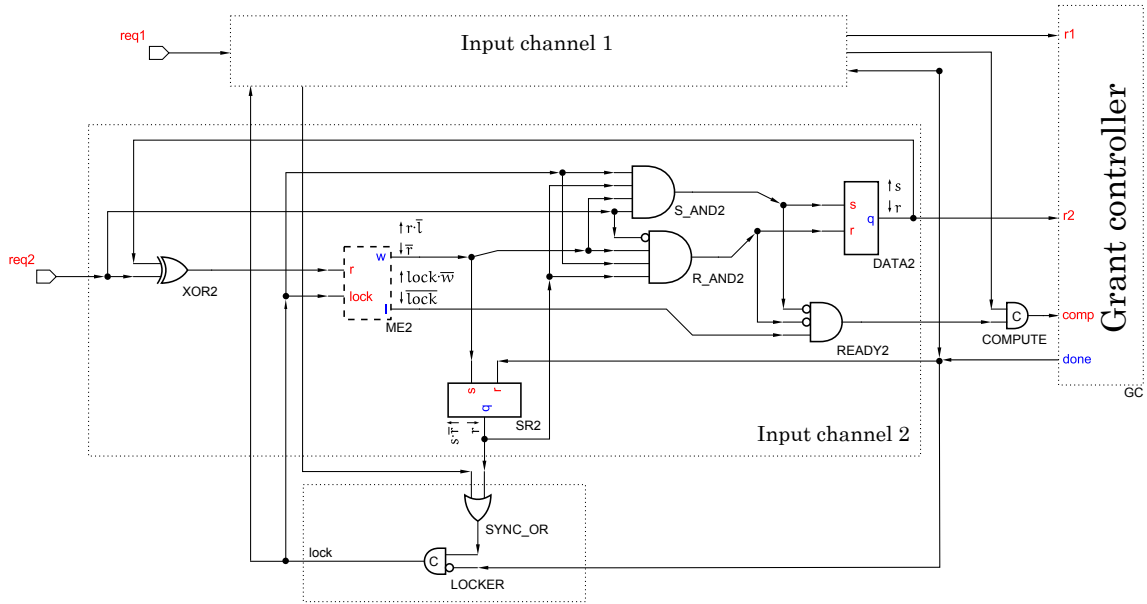 req1
Input channel 1
r1
req2
XOR2
r
lock
w
l
ME2
↑ r·l̅
↓ r̅
↑ lock·w̅
↓ l̅o̅c̅k̅
S_AND2
R_AND2
s
r
q
DATA2
↑ s
↓ r
r2
READY2
C
COMPUTE
comp
done
Grant controller
GC
s
r
q
SR2
s·r̅ ↑
r ↓
Input channel 2
SYNC_OR
lock
C
LOCKER